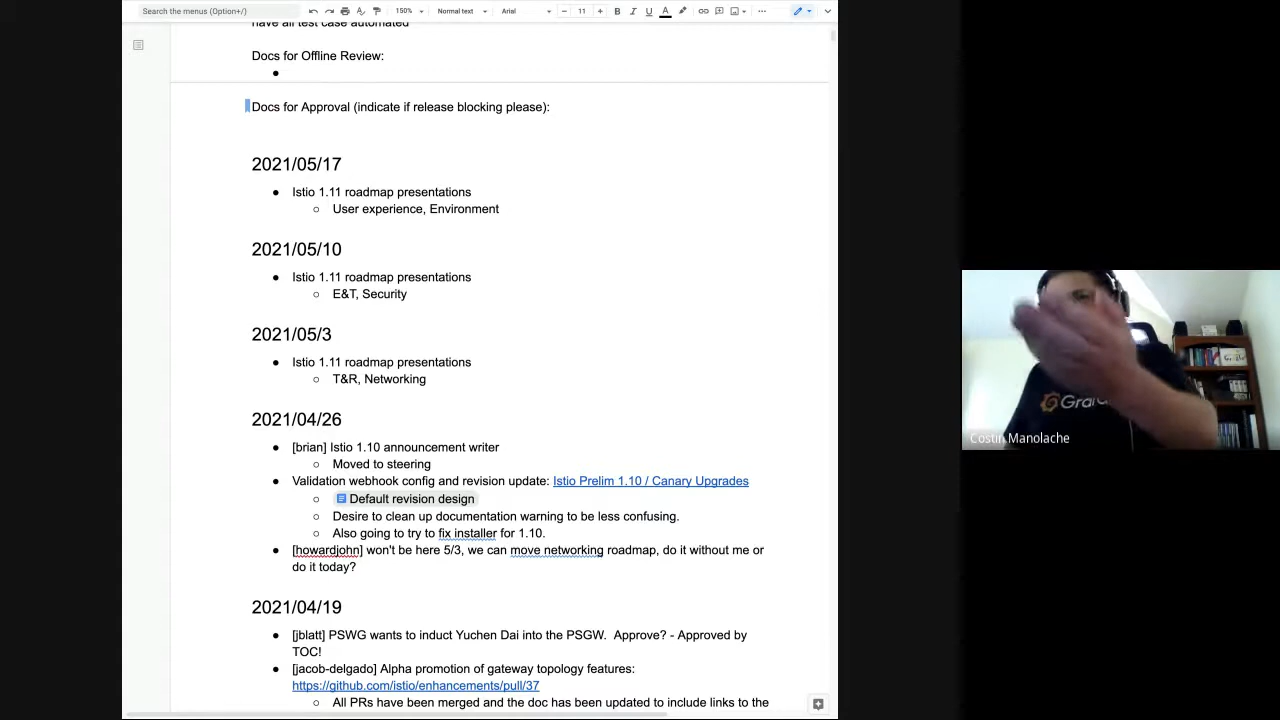 Search the menus (Option+/)
150%
Normal text
Arial
11
B
I
U
A
have all test case automated
Docs for Offline Review:
Docs for Approval (indicate if release blocking please):
2021/05/17
Istio 1.11 roadmap presentations
User experience, Environment
2021/05/10
Istio 1.11 roadmap presentations
E&T, Security
2021/05/3
Istio 1.11 roadmap presentations
T&R, Networking
2021/04/26
[brian] Istio 1.10 announcement writer
Moved to steering
Validation webhook config and revision update: Istio Prelim 1.10 / Canary Upgrades
Default revision design
Desire to clean up documentation warning to be less confusing.
Also going to try to fix installer for 1.10.
[howardjohn] won't be here 5/3, we can move networking roadmap, do it without me or
do it today?
2021/04/19
[jblatt] PSWG wants to induct Yuchen Dai into the PSGW.  Approve? - Approved by
TOC!
[jacob-delgado] Alpha promotion of gateway topology features:
https://github.com/istio/enhancements/pull/37
All PRs have been merged and the doc has been updated to include links to the
Costin Manolache